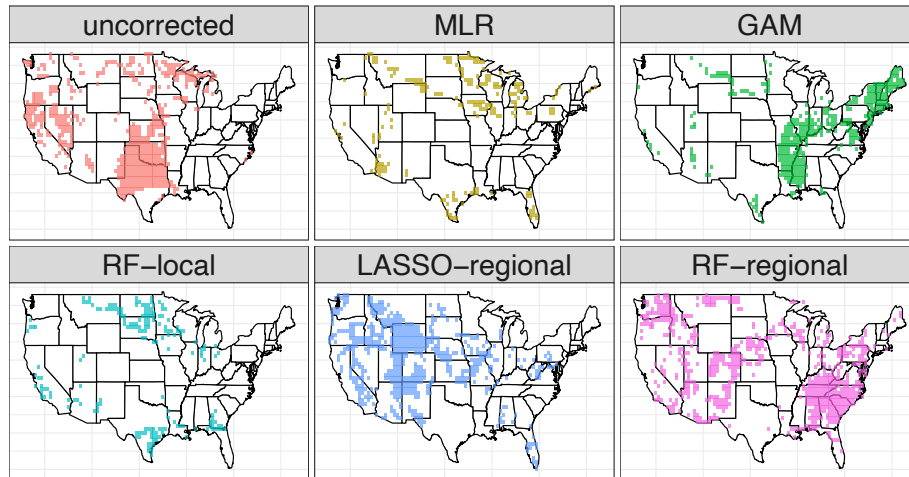 uncorrected
MLR
GAM
RF-local
LASSO-regional
RF-regional